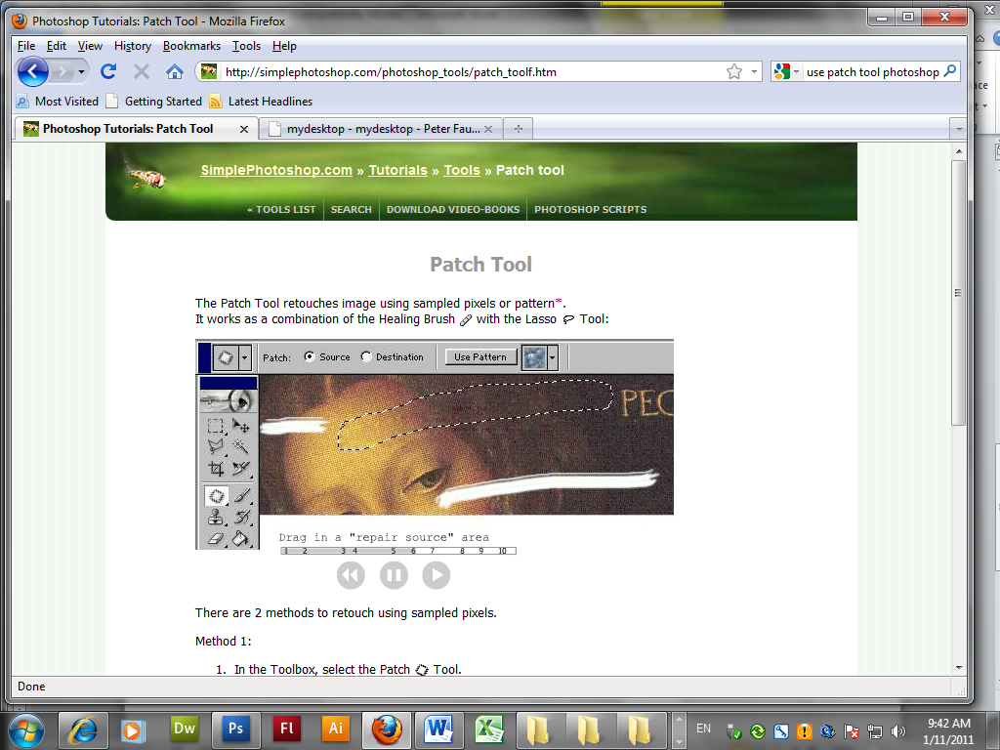 Photoshop Tutorials: Patch Tool - Mozilla Firefox
File Edit View History Bookmarks Tools Help
http://simplephotoshop.com/photoshop_tools/patch_toolf.htm
use patch tool photoshop
Most Visited Getting Started Latest Headlines
Photoshop Tutorials: Patch Tool
mydesktop - mydesktop - Peter Fau...
SimplePhotoshop.com » Tutorials » Tools » Patch tool
« TOOLS LIST SEARCH DOWNLOAD VIDEO-BOOKS PHOTOSHOP SCRIPTS
Patch Tool
The Patch Tool retouches image using sampled pixels or pattern*.
It works as a combination of the Healing Brush with the Lasso Tool:
Patch: Source Destination Use Pattern
PEC
Drag in a "repair source" area
1 2 3 4 5 6 7 8 9 10
There are 2 methods to retouch using sampled pixels.
Method 1:
1. In the Toolbox, select the Patch Tool.
Done
Dw Ps Fl Ai
EN
9:42 AM
1/11/2011